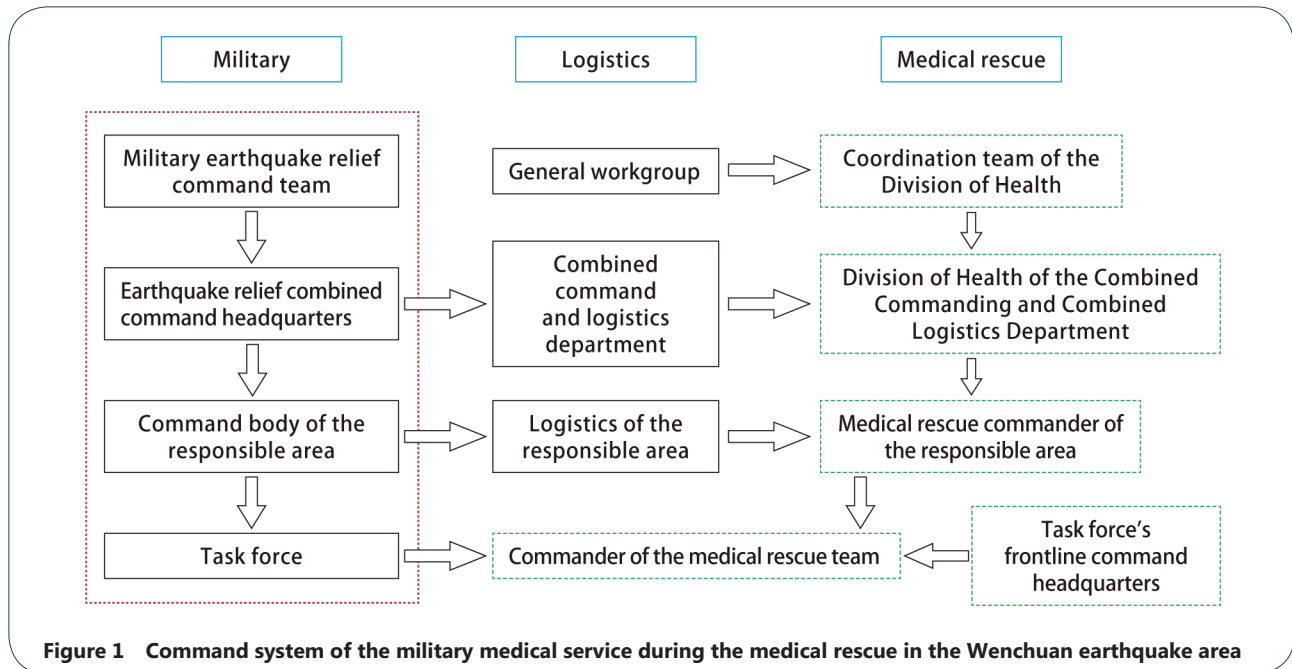 Military
Logistics
Medical rescue
Military earthquake relief
command team
General workgroup
Coordination team of the
Division of Health
Earthquake relief combined
command headquarters
Combined
command
and logistics
department
Division of Health of the Combined
Commanding and Combined
Logistics Department
Command body of the
responsible area
Logistics of the
responsible area
Medical rescue commander of
the responsible area
Task force
Commander of the medical rescue team
Task force's
frontline command
headquarters
Figure 1 Command system of the military medical service during the medical rescue in the Wenchuan earthquake area